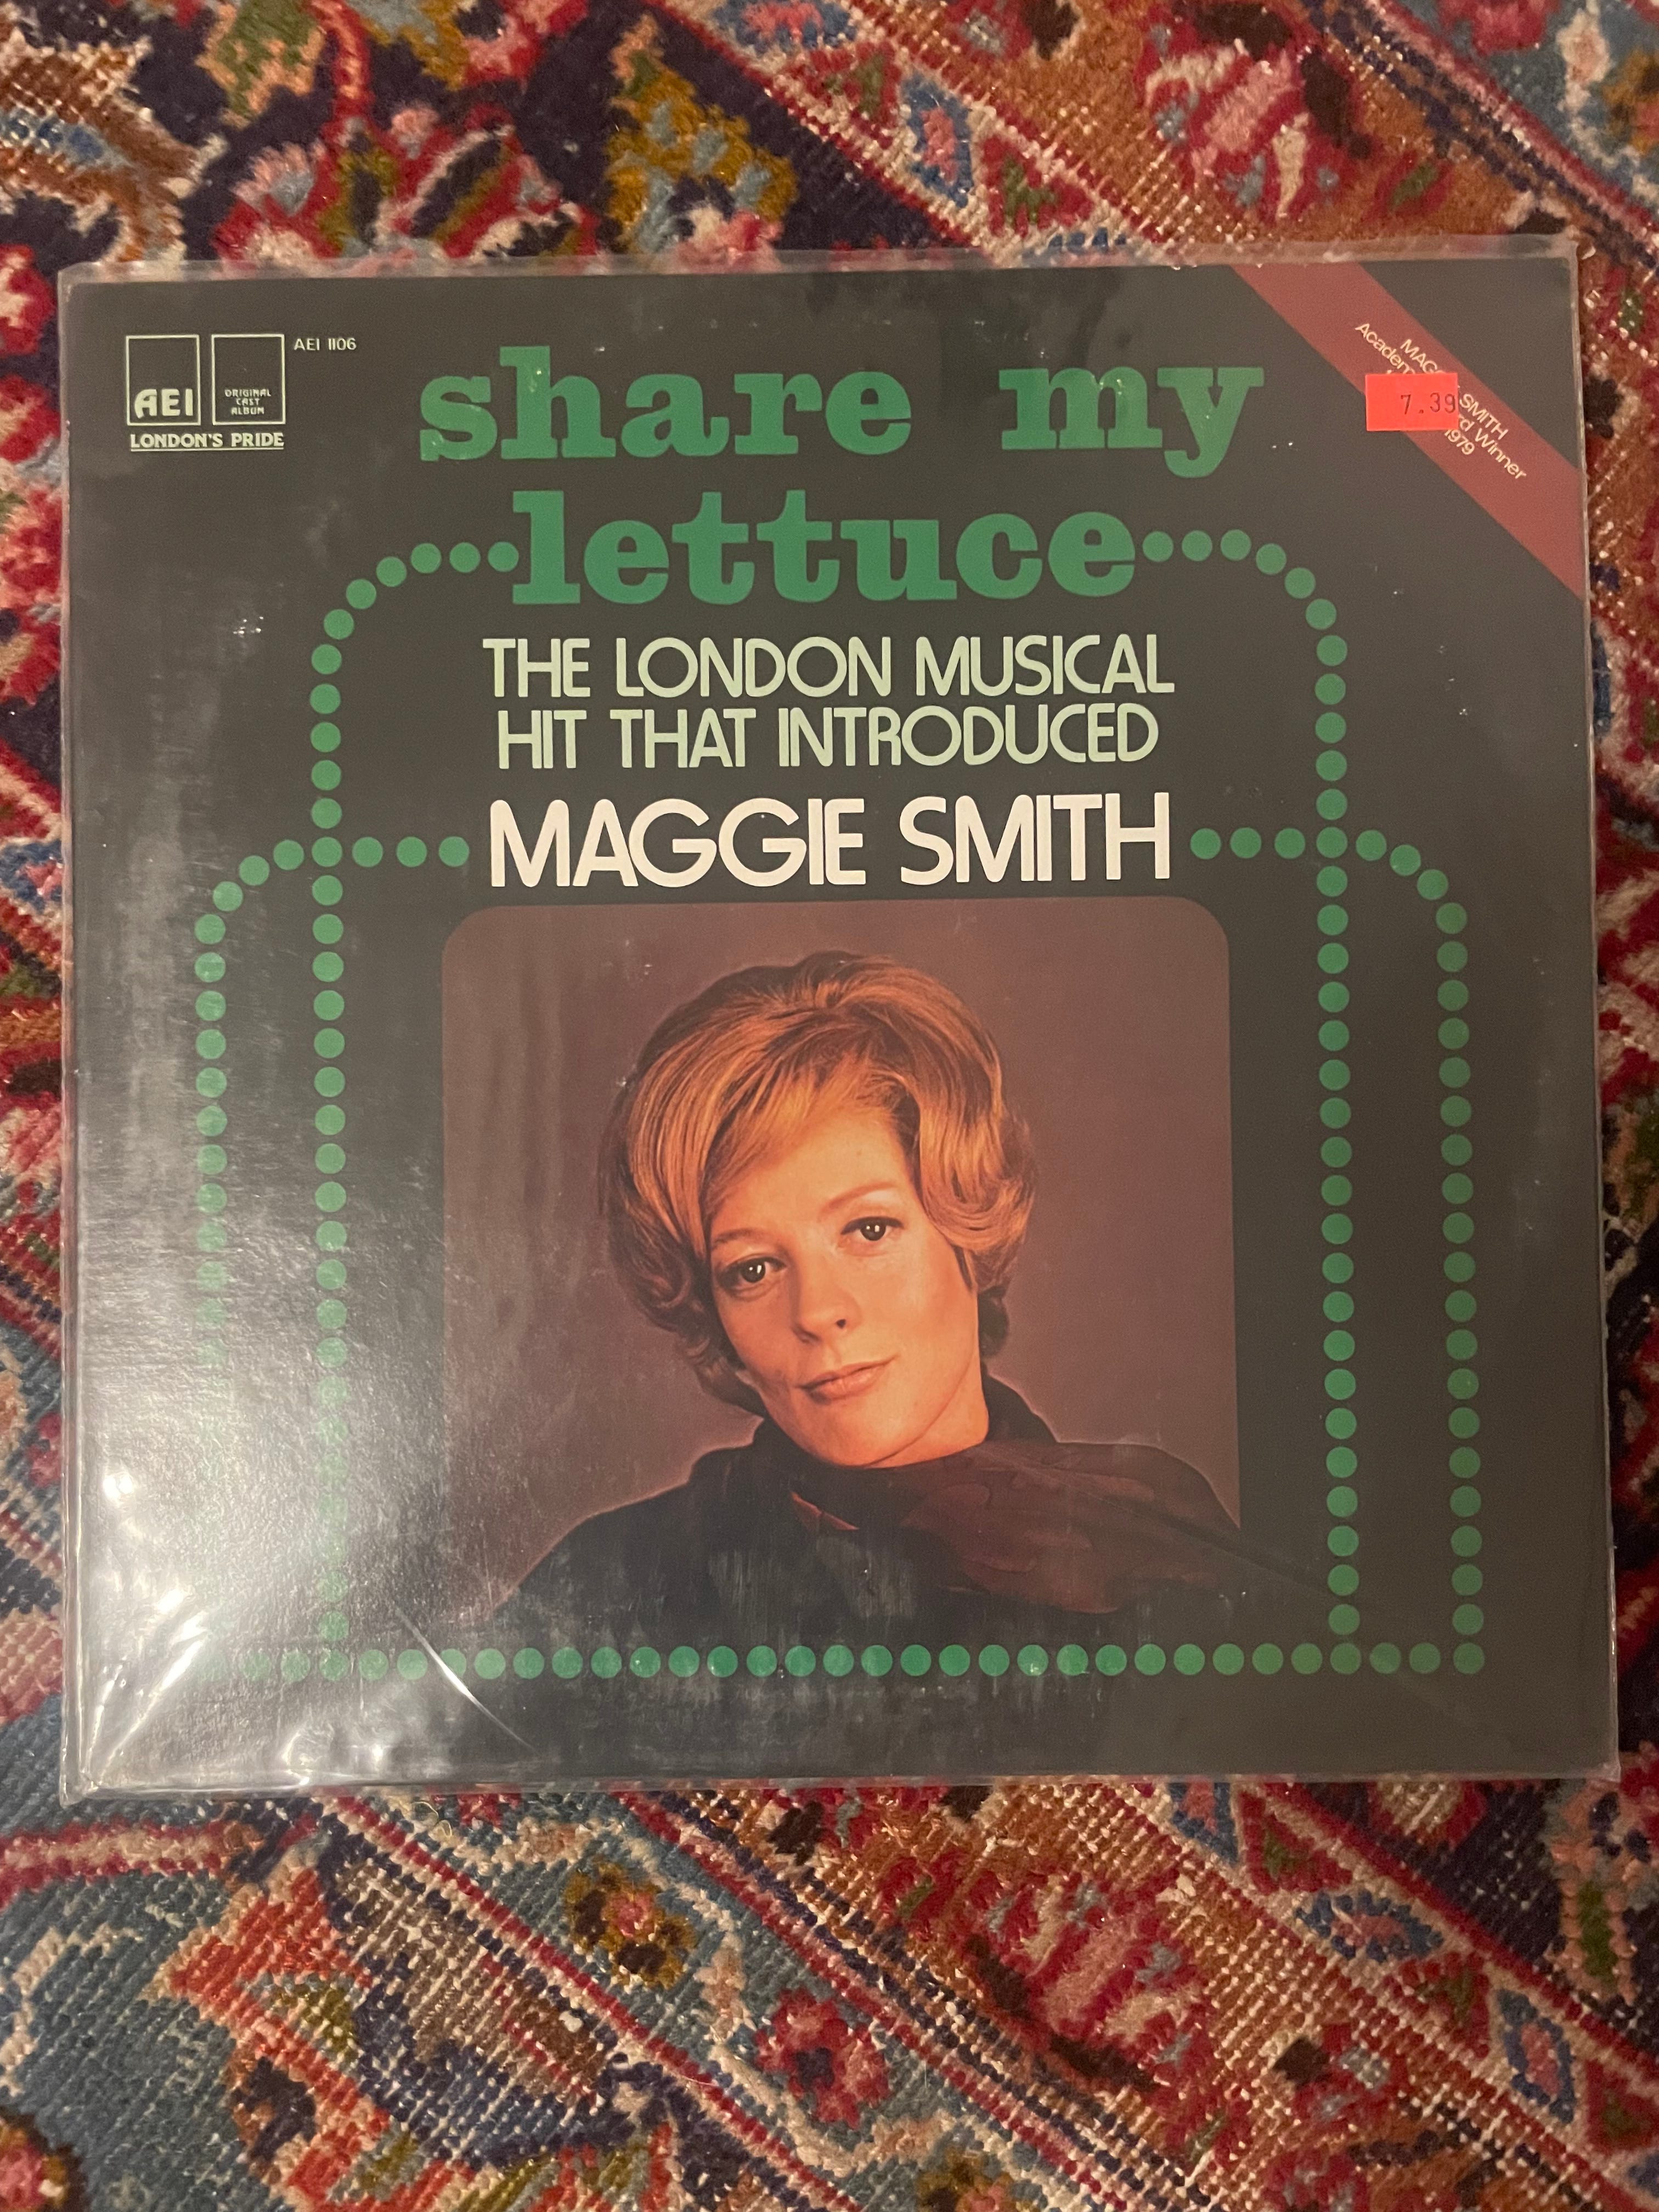 AEI
ORIGINAL
CAST
ALBUM
LONDON'S PRIDE
AEI 1106
share my
lettuce
THE LONDON MUSICAL
HIT THAT INTRODUCED
MAGGIE SMITH
SMITH
Winner
1979
7.39